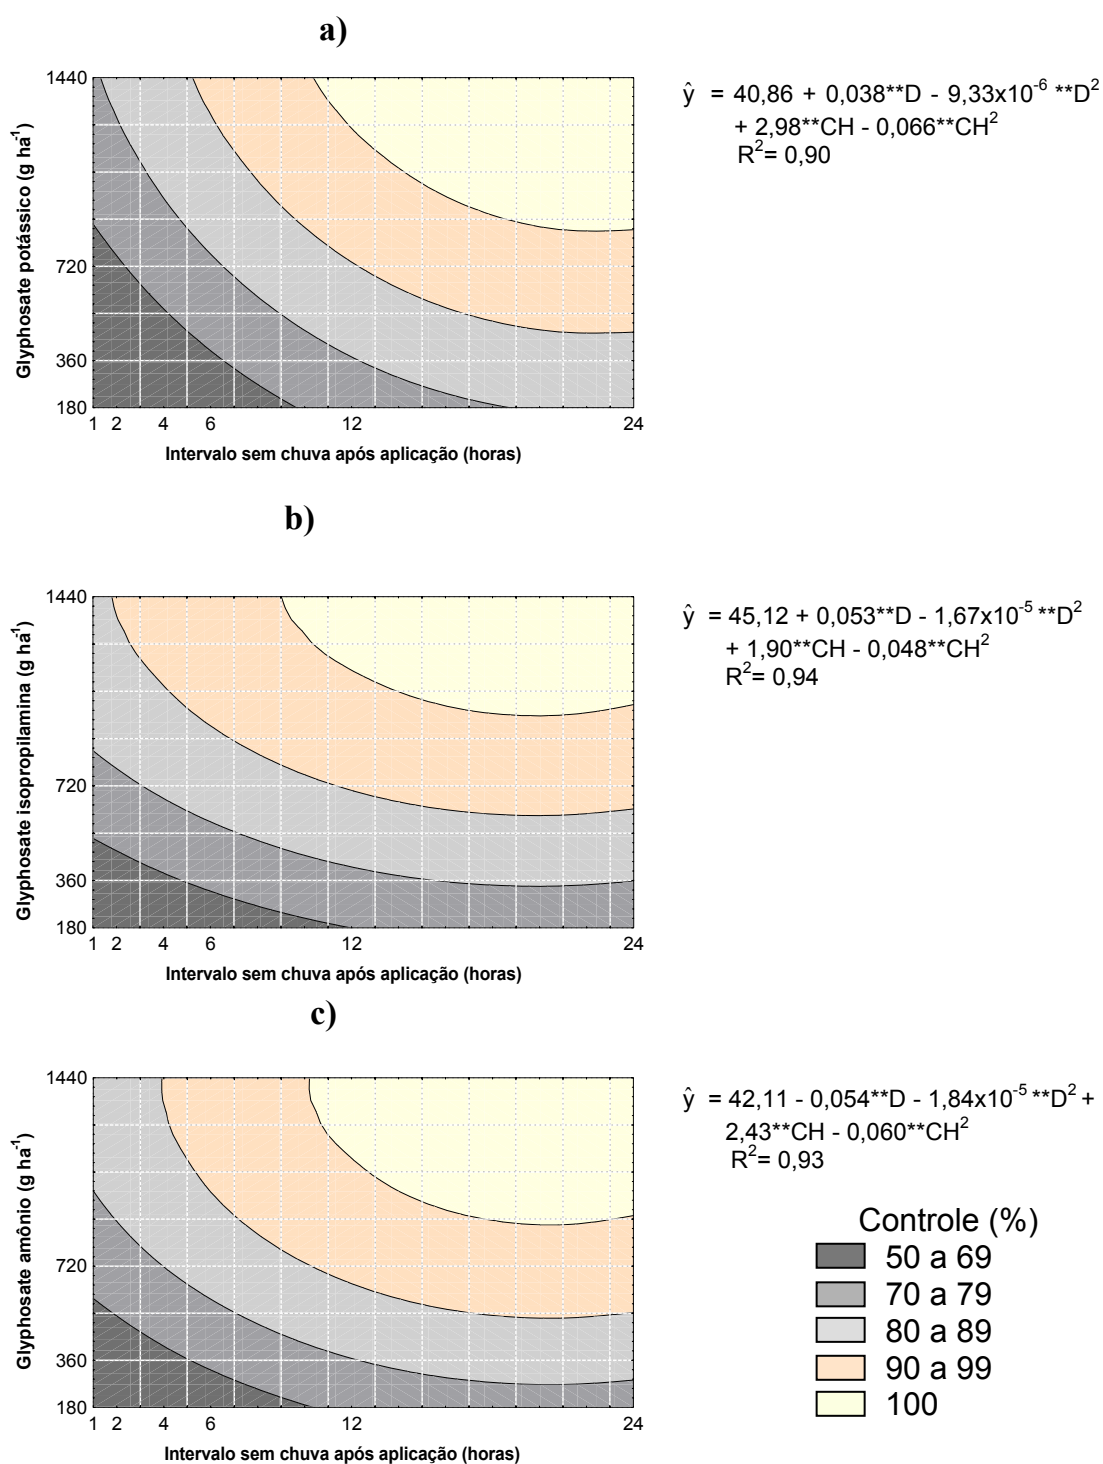 a)
ŷ = 40,86 + 0,038**D - 9,33x10⁻⁶ **D²
+ 2,98**CH - 0,066**CH²
R²= 0,90
Glyphosate potássico (g ha⁻¹)
1440
720
360
180
1 2 4 6 12 24
Intervalo sem chuva após aplicação (horas)
b)
ŷ = 45,12 + 0,053**D - 1,67x10⁻⁵ **D²
+ 1,90**CH - 0,048**CH²
R²= 0,94
Glyphosate isopropilamina (g ha⁻¹)
1440
720
360
180
1 2 4 6 12 24
Intervalo sem chuva após aplicação (horas)
c)
ŷ = 42,11 - 0,054**D - 1,84x10⁻⁵ **D² +
2,43**CH - 0,060**CH²
R²= 0,93
Glyphosate amônio (g ha⁻¹)
1440
720
360
180
1 2 4 6 12 24
Intervalo sem chuva após aplicação (horas)
Controle (%)
50 a 69
70 a 79
80 a 89
90 a 99
100